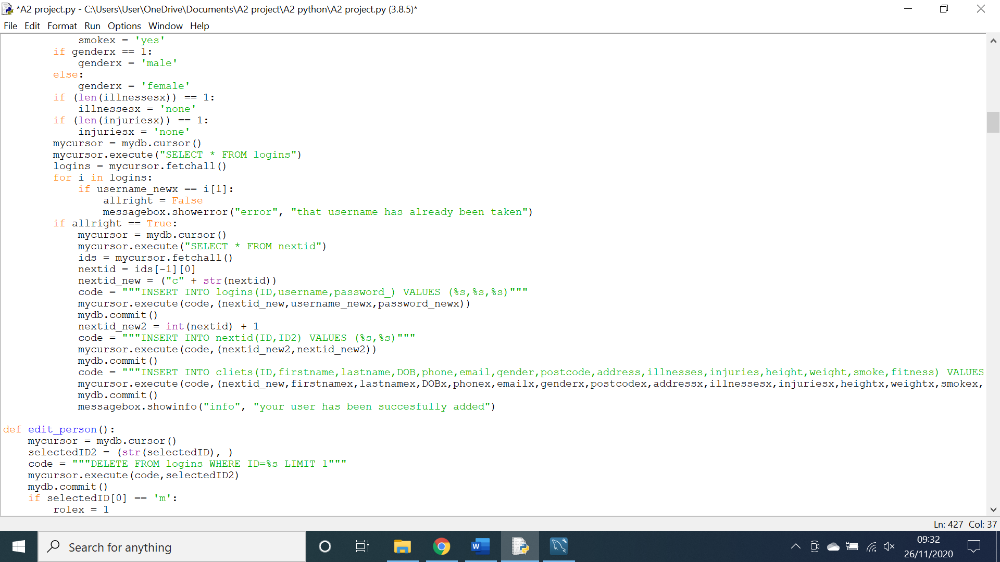 *A2 project.py - C:\Users\User\OneDrive\Documents\A2 project\A2 python\A2 project.py (3.8.5)*
File Edit Format Run Options Window Help
            smokex = 'yes'
        if genderx == 1:
            genderx = 'male'
        else:
            genderx = 'female'
        if (len(illnessesx)) == 1:
            illnessesx = 'none'
        if (len(injuriesx)) == 1:
            injuriesx = 'none'
        mycursor = mydb.cursor()
        mycursor.execute("SELECT * FROM logins")
        logins = mycursor.fetchall()
        for i in logins:
            if username_newx == i[1]:
                allright = False
                messagebox.showerror("error", "that username has already been taken")
        if allright == True:
            mycursor = mydb.cursor()
            mycursor.execute("SELECT * FROM nextid")
            ids = mycursor.fetchall()
            nextid = ids[-1][0]
            nextid_new = ("c" + str(nextid))
            code = """INSERT INTO logins(ID,username,password_) VALUES (%s,%s,%s)"""
            mycursor.execute(code,(nextid_new,username_newx,password_newx))
            mydb.commit()
            nextid_new2 = int(nextid) + 1
            code = """INSERT INTO nextid(ID,ID2) VALUES (%s,%s)"""
            mycursor.execute(code,(nextid_new2,nextid_new2))
            mydb.commit()
            code = """INSERT INTO cliets(ID,firstname,lastname,DOB,phone,email,gender,postcode,address,illnesses,injuries,height,weight,smoke,fitness) VALUES
            mycursor.execute(code,(nextid_new,firstnamex,lastnamex,DOBx,phonex,emailx,genderx,postcodex,addressx,illnessesx,injuriesx,heightx,weightx,smokex,
            mydb.commit()
            messagebox.showinfo("info", "your user has been succesfully added")
def edit_person():
    mycursor = mydb.cursor()
    selectedID2 = (str(selectedID), )
    code = """DELETE FROM logins WHERE ID=%s LIMIT 1"""
    mycursor.execute(code,selectedID2)
    mydb.commit()
    if selectedID[0] == 'm':
        rolex = 1
Ln: 427 Col: 37
Search for anything
09:32
26/11/2020